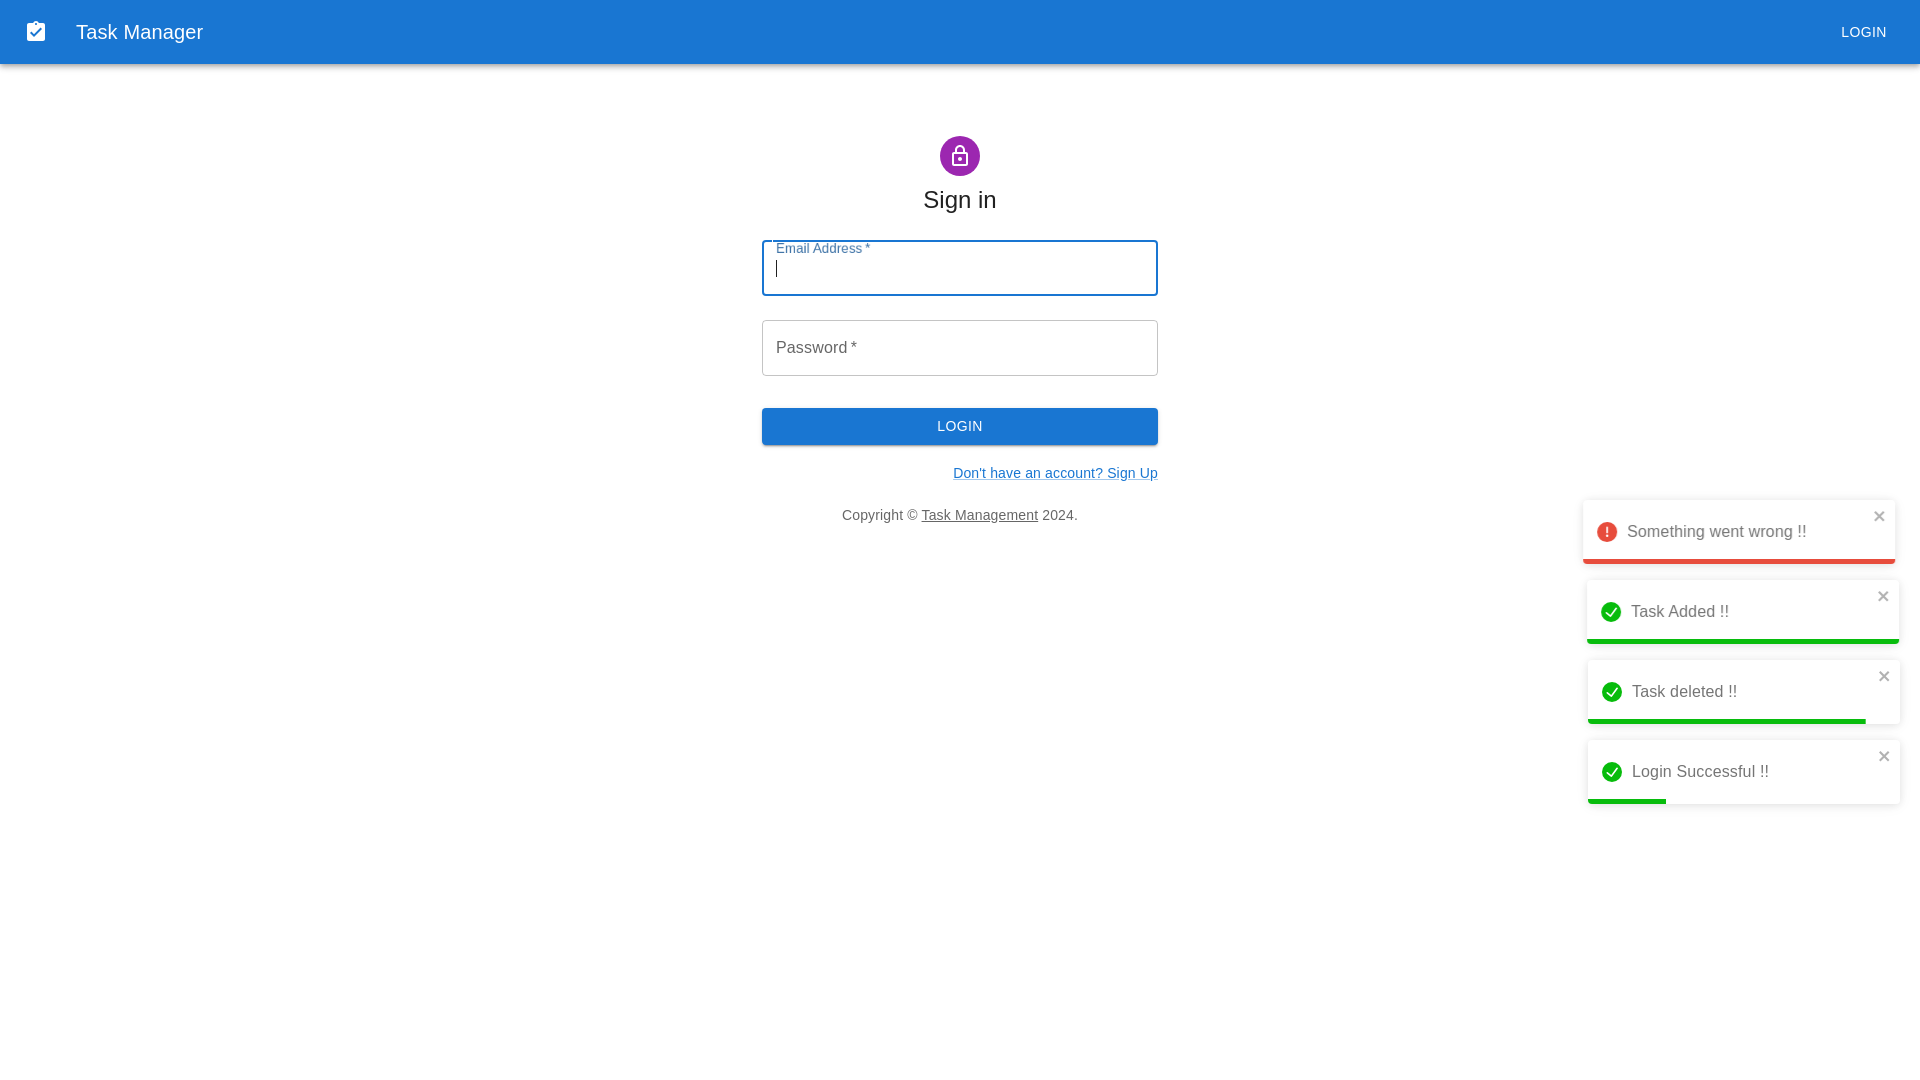 Task Manager
LOGIN
Sign in
Email Address *
Password *
LOGIN
Don't have an account? Sign Up
Copyright © Task Management 2024.
Something went wrong !!
Task Added !!
Task deleted !!
Login Successful !!